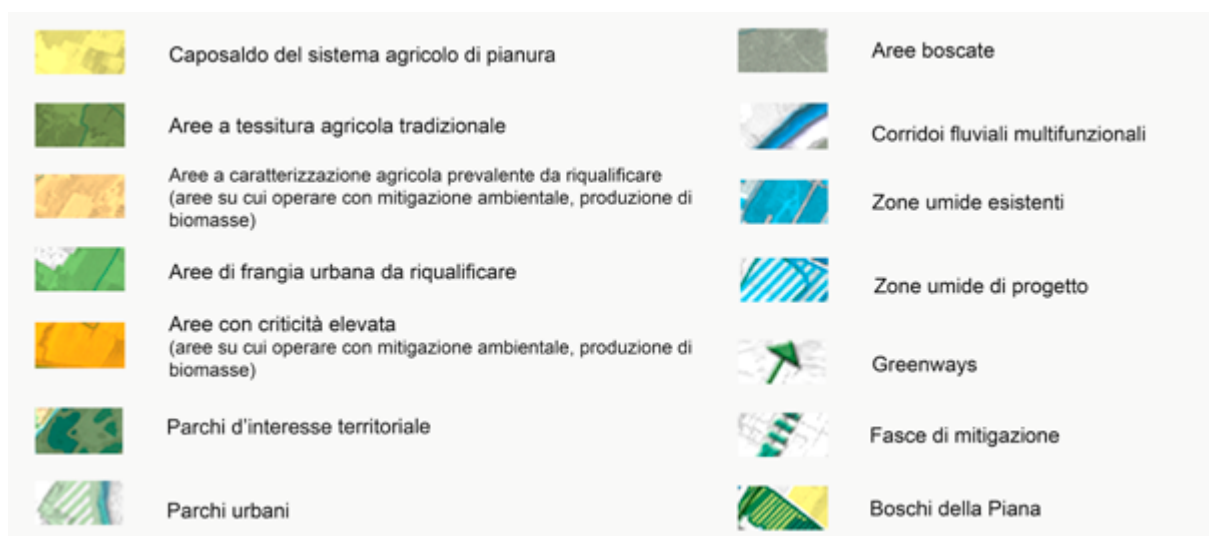 Caposaldo del sistema agricolo di pianura
Aree a tessitura agricola tradizionale
Aree a caratterizzazione agricola prevalente da riqualificare
(aree su cui operare con mitigazione ambientale, produzione di
biomasse)
Aree di frangia urbana da riqualificare
Aree con criticità elevata
(aree su cui operare con mitigazione ambientale, produzione di
biomasse)
Parchi d'interesse territoriale
Parchi urbani
Aree boscate
Corridoi fluviali multifunzionali
Zone umide esistenti
Zone umide di progetto
Greenways
Fasce di mitigazione
Boschi della Piana